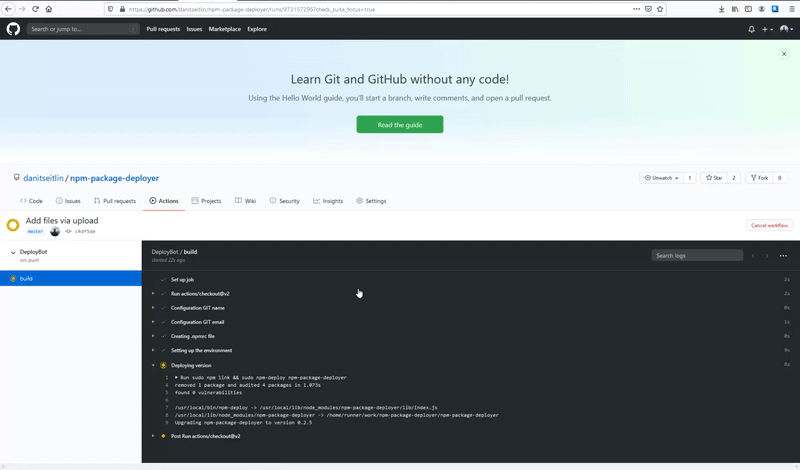 https://github.com/danitseitlin/npm-package-deployer/runs/973157295?check_suite_focus=true
Search or jump to...
/
Pull requests
Issues
Marketplace
Explore
Learn Git and GitHub without any code!
Using the Hello World guide, you'll start a branch, write comments, and open a pull request.
Read the guide
danitseitlin / npm-package-deployer
Unwatch 1
Star 2
Fork 0
Code
Issues
Pull requests
Actions
Projects
Wiki
Security
Insights
Settings
Add files via upload
master
c4df5de
Cancel workflow
DeployBot
on: push
build
DeployBot / build
started 22s ago
Search logs
Set up job 2s
Run actions/checkout@v2 2s
Configuration GIT name 0s
Configuration GIT email 1s
Creating .npmrc file 0s
Setting up the environment 9s
Deploying version 8s
1 Run sudo npm link && sudo npm-deploy npm-package-deployer
4 removed 1 package and audited 4 packages in 1.073s
5 found 0 vulnerabilities
6
7 /usr/local/bin/npm-deploy -> /usr/local/lib/node_modules/npm-package-deployer/lib/index.js
8 /usr/local/lib/node_modules/npm-package-deployer -> /home/runner/work/npm-package-deployer/npm-package-deployer
9 Upgrading npm-package-deployer to version 0.2.5
Post Run actions/checkout@v2